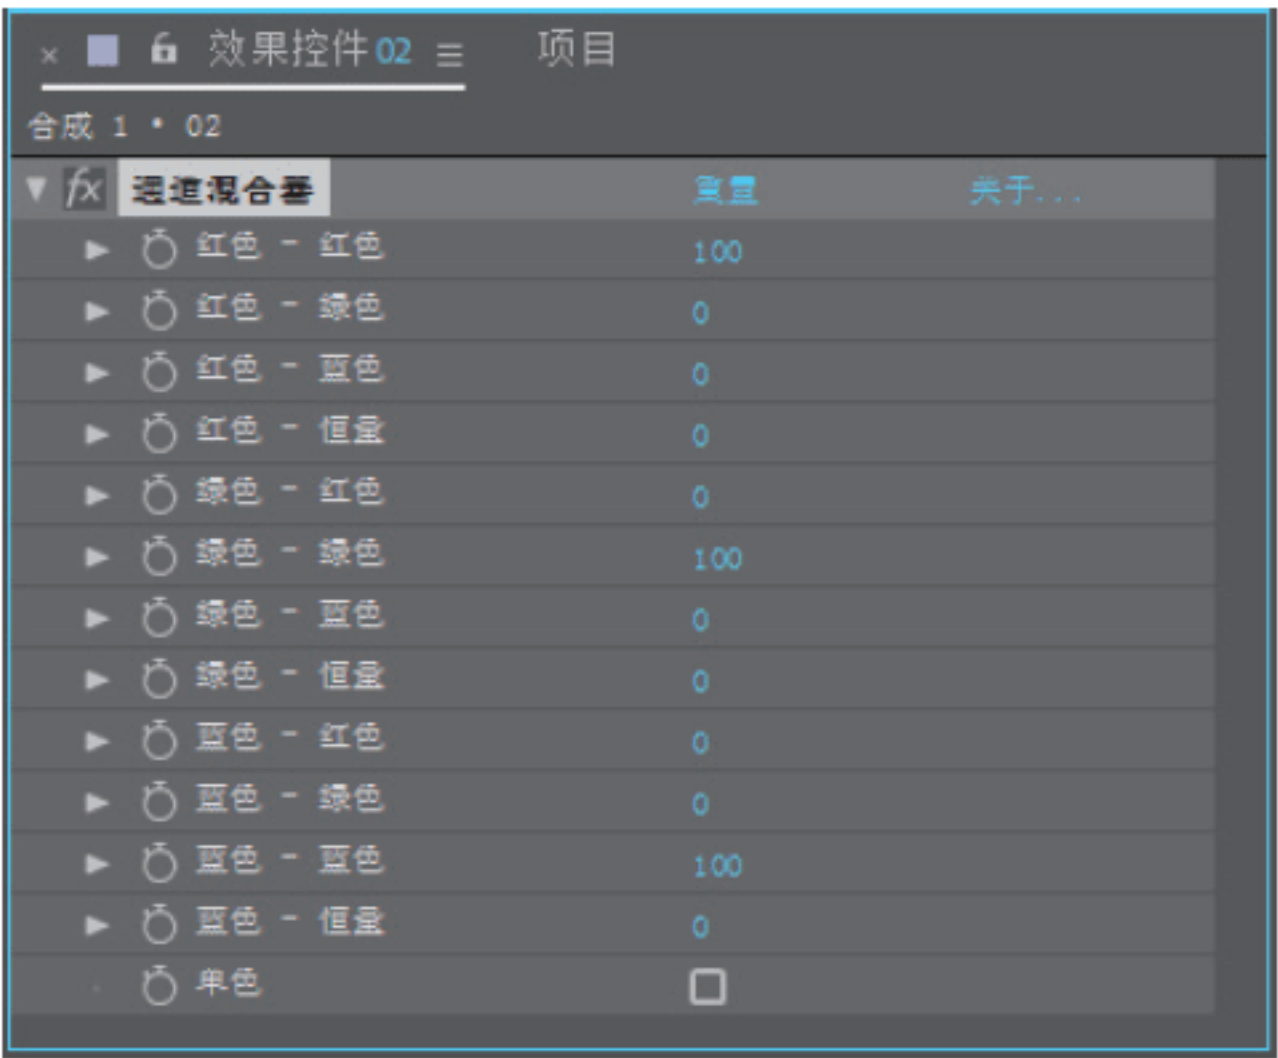 效果控件 02 项目
合成 1 • 02
fx 通道混合器 重置 关于...
红色 - 红色 100
红色 - 绿色 0
红色 - 蓝色 0
红色 - 恒量 0
绿色 - 红色 0
绿色 - 绿色 100
绿色 - 蓝色 0
绿色 - 恒量 0
蓝色 - 红色 0
蓝色 - 绿色 0
蓝色 - 蓝色 100
蓝色 - 恒量 0
单色